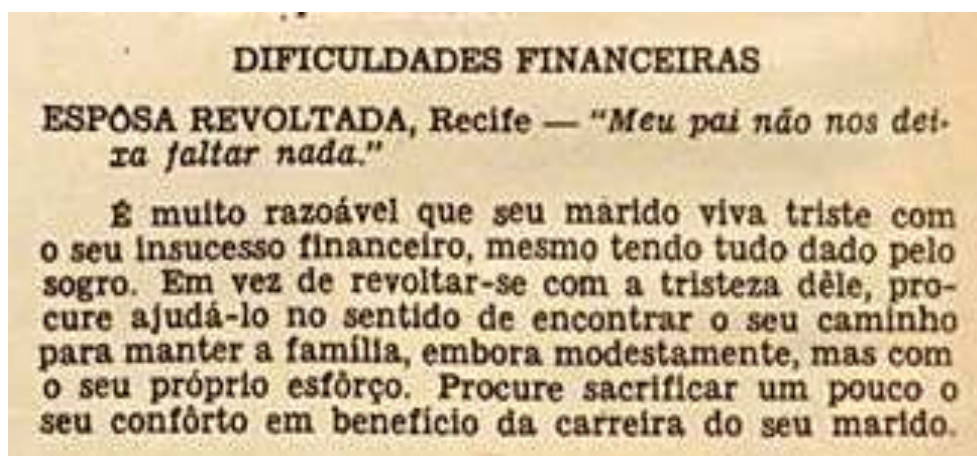 DIFICULDADES FINANCEIRAS
ESPÔSA REVOLTADA, Recife — "Meu pai não nos dei-
xa faltar nada."
É muito razoável que seu marido viva triste com
o seu insucesso financeiro, mesmo tendo tudo dado pelo
sogro. Em vez de revoltar-se com a tristeza dêle, pro-
cure ajudá-lo no sentido de encontrar o seu caminho
para manter a família, embora modestamente, mas com
o seu próprio esfôrço. Procure sacrificar um pouco o
seu confôrto em benefício da carreira do seu marido.